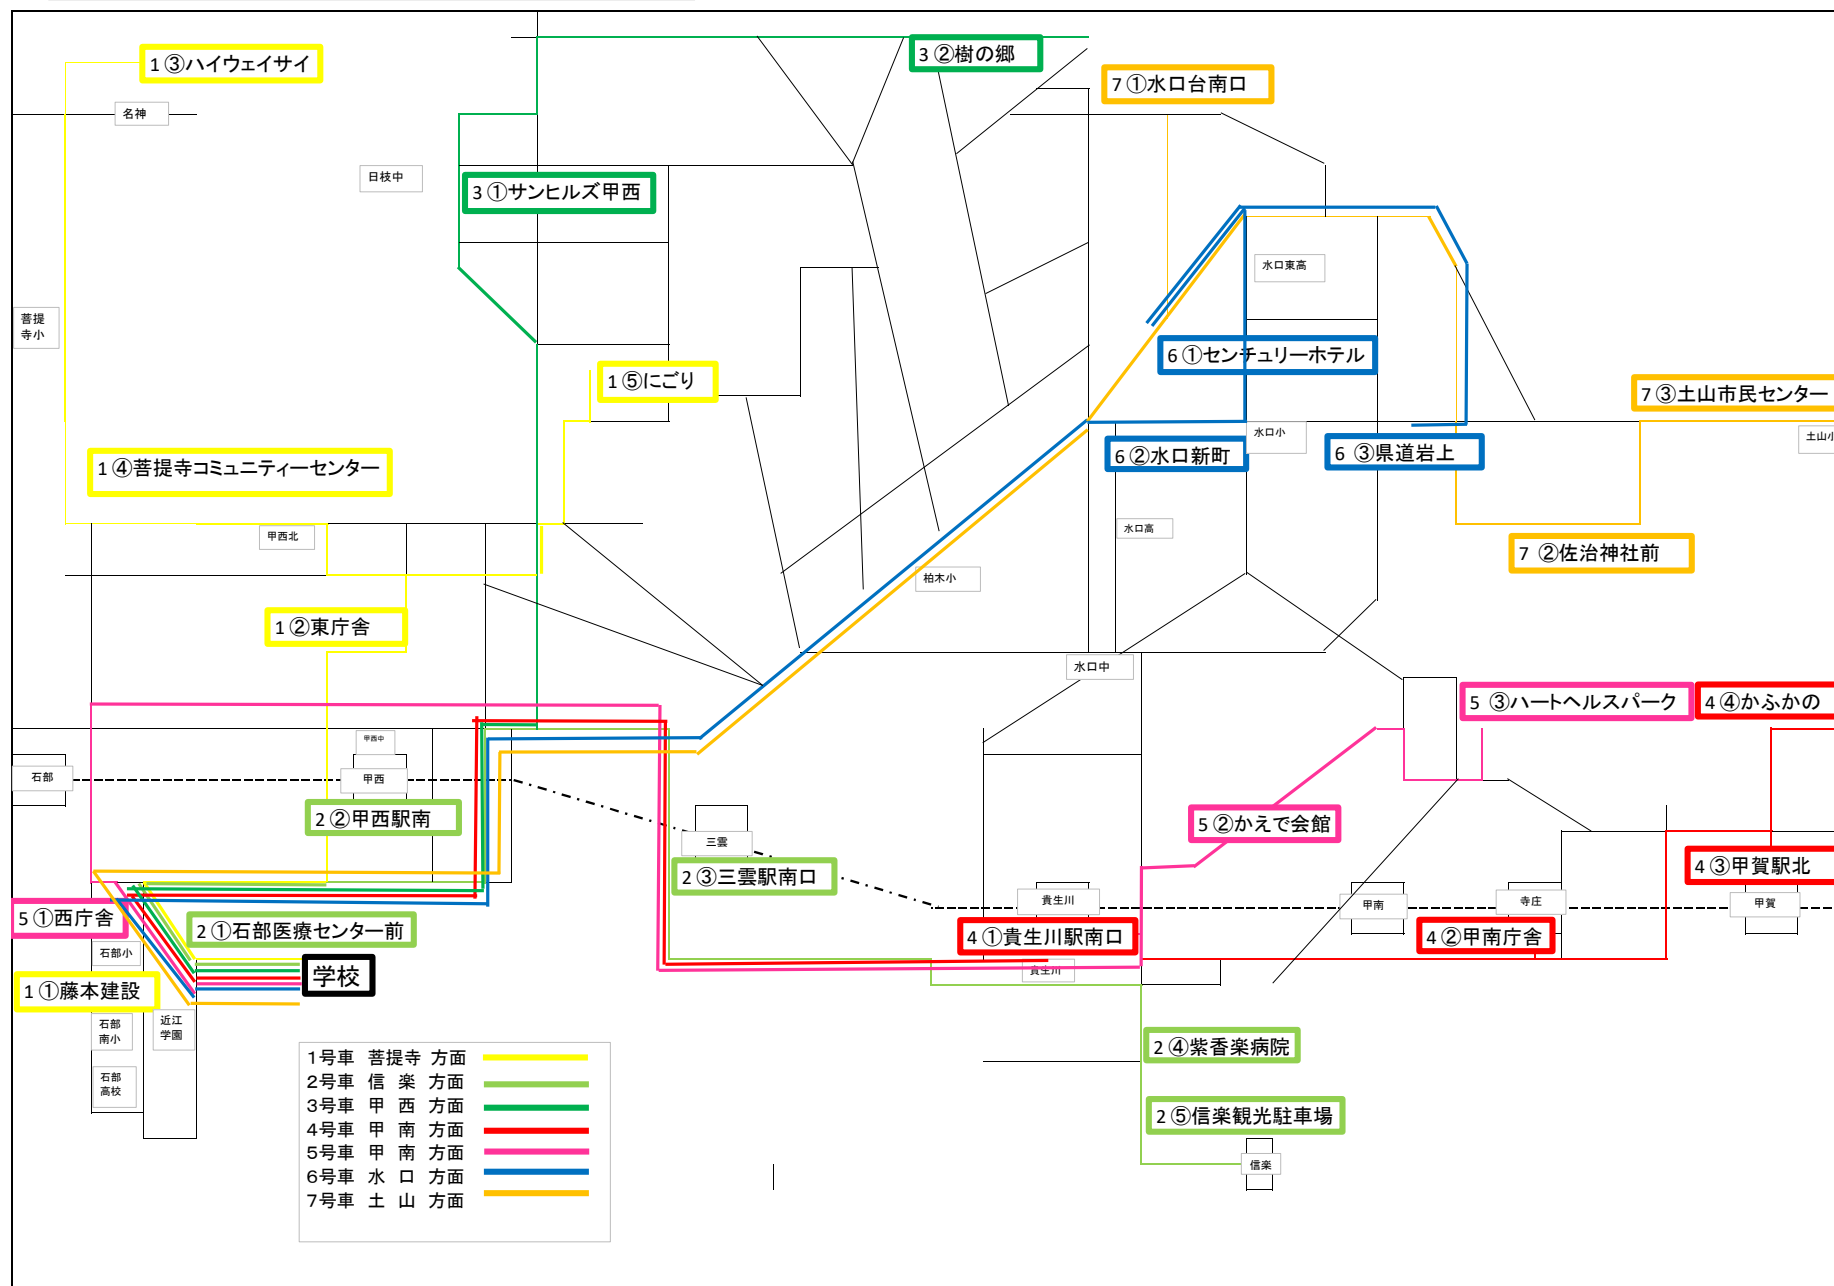 1 ③ハイウェイサイ
3 ②樹の郷
7 ①水口台南口
名神
日枝中
3 ①サンヒルズ甲西
水口東高
菩提
寺小
6 ①センチュリーホテル
1 ⑤にごり
7 ③土山市民センター
水口小
土山小
6 ②水口新町
6 ③県道岩上
1 ④菩提寺コミュニティーセンター
甲西北
水口高
7 ②佐治神社前
柏木小
1 ②東庁舎
水口中
5 ③ハートヘルスパーク
4 ④かふかの
甲西中
石部
甲西
2 ②甲西駅南
5 ②かえで会館
三雲
2 ③三雲駅南口
4 ③甲賀駅北
貴生川
甲南
寺庄
甲賀
5 ①西庁舎
2 ①石部医療センター前
4 ①貴生川駅南口
4 ②甲南庁舎
石部小
学校
貴生川
1 ①藤本建設
石部
南小
近江
学園
2 ④紫香楽病院
石部
高校
2 ⑤信楽観光駐車場
信楽
1号車 菩提寺 方面
2号車 信 楽 方面
3号車 甲 西 方面
4号車 甲 南 方面
5号車 甲 南 方面
6号車 水 口 方面
7号車 土 山 方面